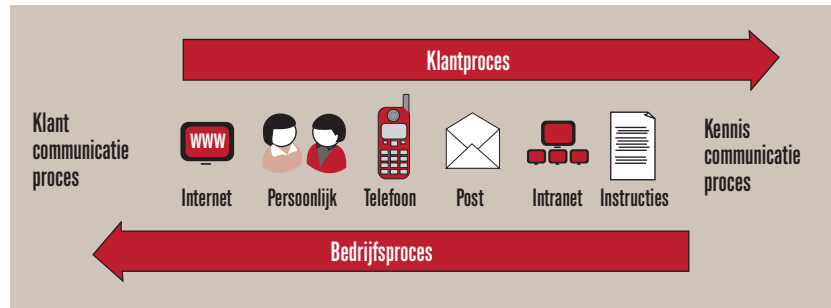 Klantproces
Klant
communicatie
proces
WWW
Internet
Persoonlijk
Telefoon
Post
Intranet
Instructies
Kennis
communicatie
proces
Bedrijfsproces